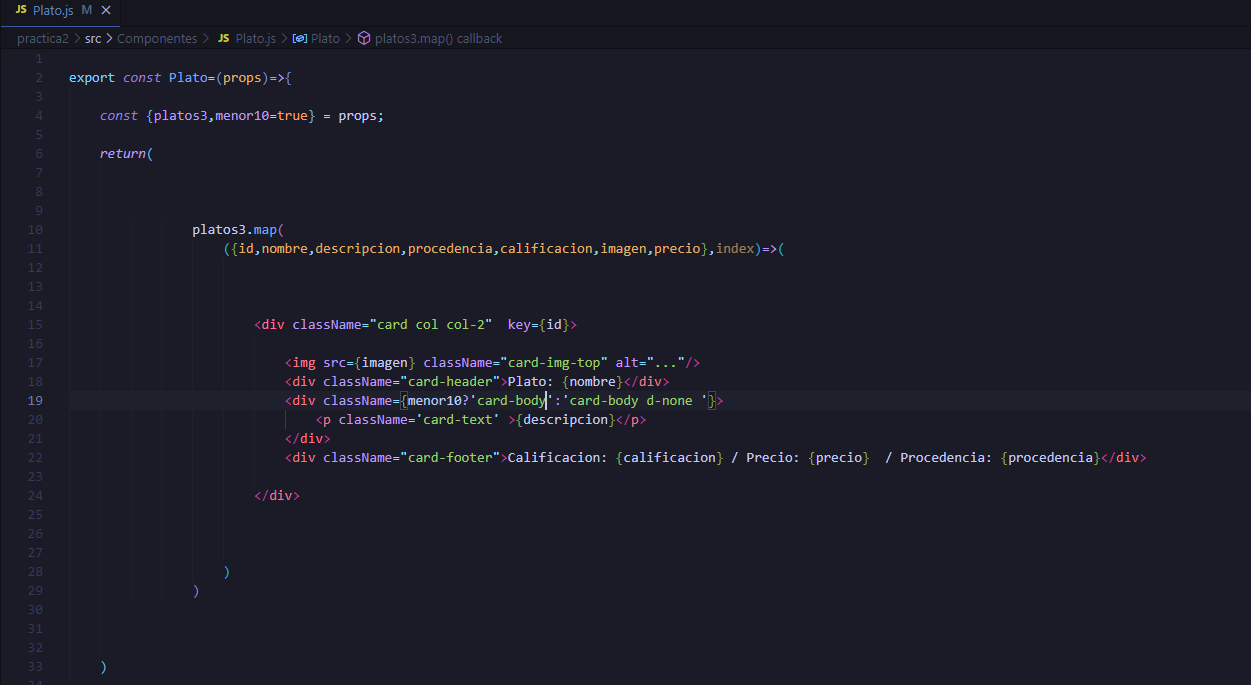 JS Plato.js M ×
practica2 > src > Componentes > JS Plato.js > Plato > platos3.map() callback
1
2 export const Plato=(props)=>{
3
4 const {platos3,menor10=true} = props;
5
6 return(
7
8
9
10 platos3.map(
11 ({id,nombre,descripcion,procedencia,calificacion,imagen,precio},index)=>(
12
13
14
15 <div className="card col col-2"  key={id}>
16
17 <img src={imagen} className="card-img-top" alt="..."/>
18 <div className="card-header">Plato: {nombre}</div>
19 <div className={menor10?'card-body':'card-body d-none '}>
20 <p className='card-text' >{descripcion}</p>
21 </div>
22 <div className="card-footer">Calificacion: {calificacion} / Precio: {precio}  / Procedencia: {procedencia}</div>
23
24 </div>
25
26
27
28 )
29 )
30
31
32
33 )
34